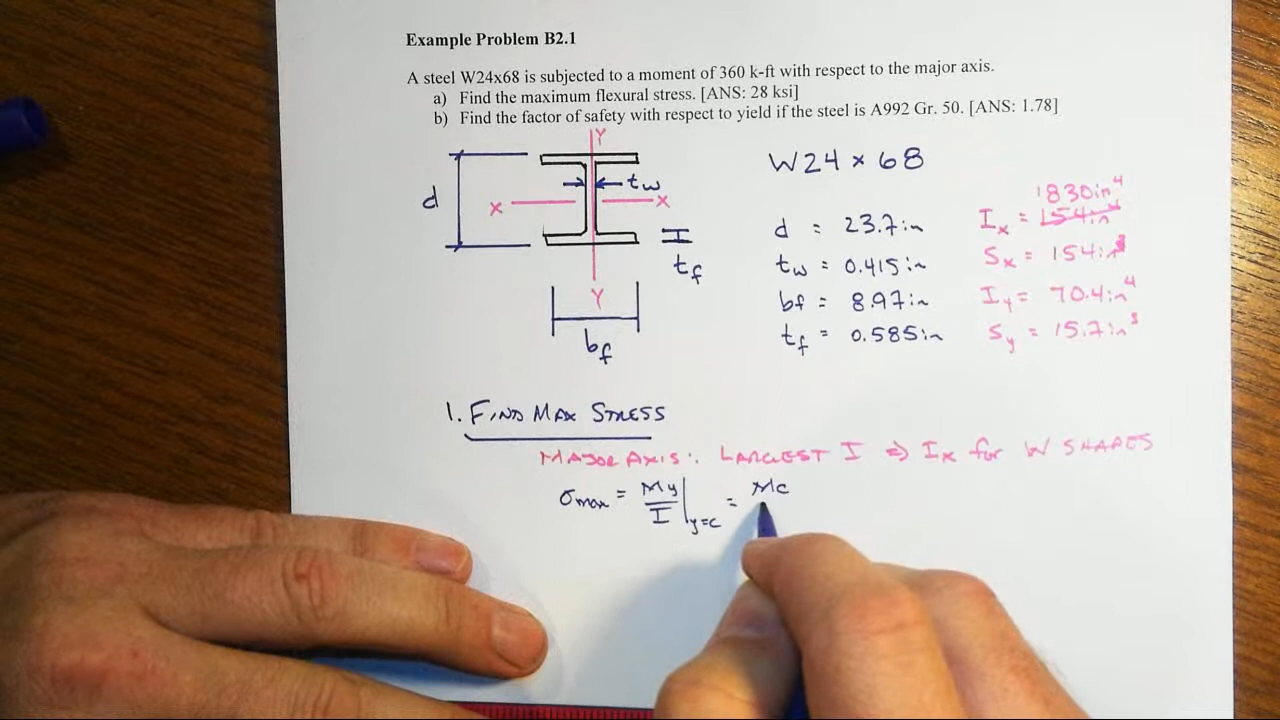 Example Problem B2.1
A steel W24x68 is subjected to a moment of 360 k-ft with respect to the major axis.
a) Find the maximum flexural stress. [ANS: 28 ksi]
b) Find the factor of safety with respect to yield if the steel is A992 Gr. 50. [ANS: 1.78]
Y
d
tw
X
X
tf
Y
bf
W24 × 68
d = 23.7in
tw = 0.415in
bf = 8.97in
tf = 0.585in
1830in⁴
Ix = 154in⁴
Sx = 154in³
Iy = 70.4in⁴
Sy = 15.7in³
1. FIND MAX STRESS
MAJOR AXIS: LARGEST I ⇒ Ix for W SHAPES
σmax = My/I |y=c = Mc